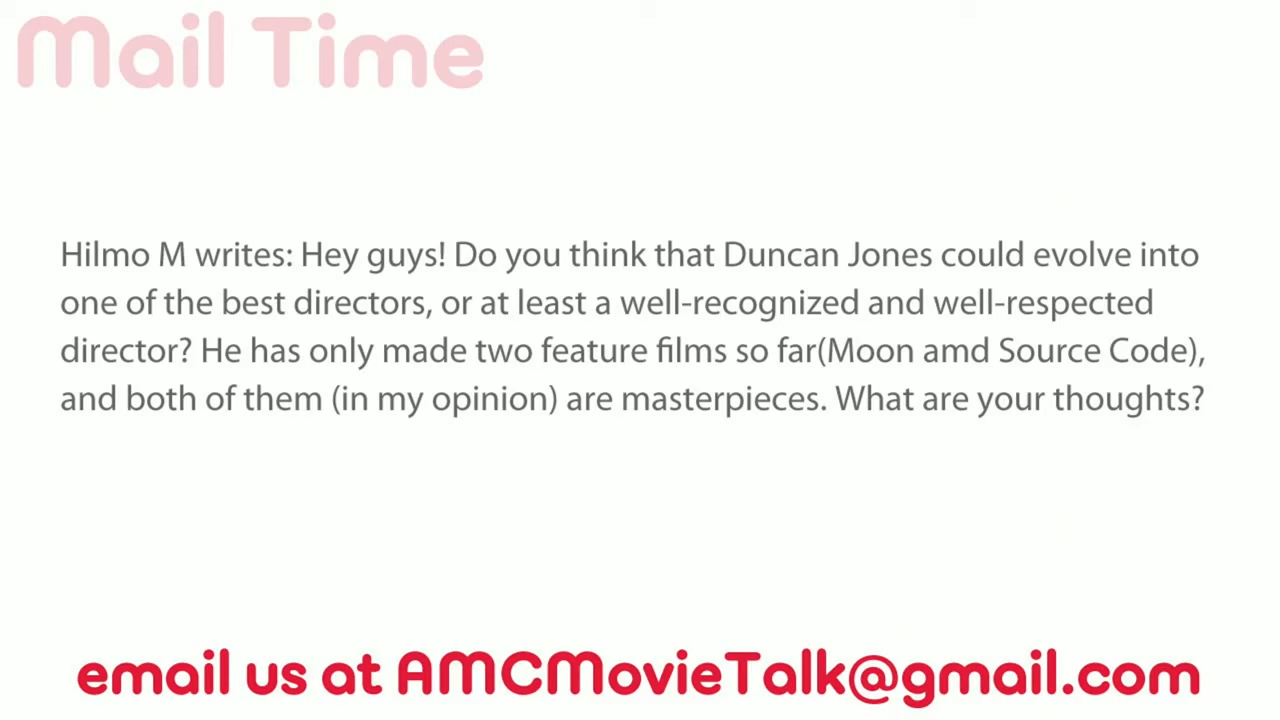 Mail Time
Hilmo M writes: Hey guys! Do you think that Duncan Jones could evolve into
one of the best directors, or at least a well-recognized and well-respected
director? He has only made two feature films so far(Moon amd Source Code),
and both of them (in my opinion) are masterpieces. What are your thoughts?
email us at AMCMovieTalk@gmail.com